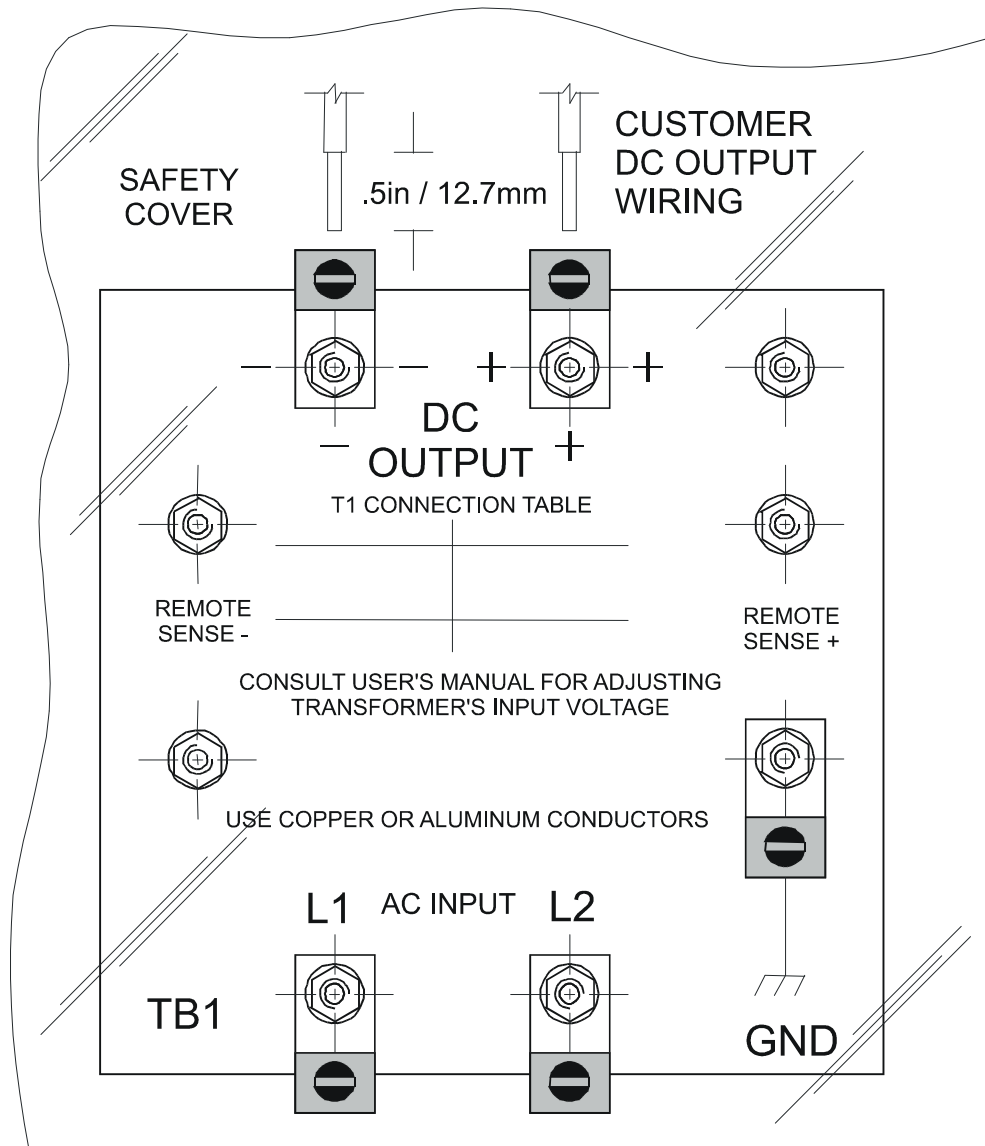 CUSTOMER
DC OUTPUT
WIRING
SAFETY
COVER
.5in / 12.7mm
- - + +
DC
- +
OUTPUT
T1 CONNECTION TABLE
REMOTE
SENSE -
REMOTE
SENSE +
CONSULT USER'S MANUAL FOR ADJUSTING
TRANSFORMER'S INPUT VOLTAGE
USE COPPER OR ALUMINUM CONDUCTORS
L1 AC INPUT L2
TB1
GND